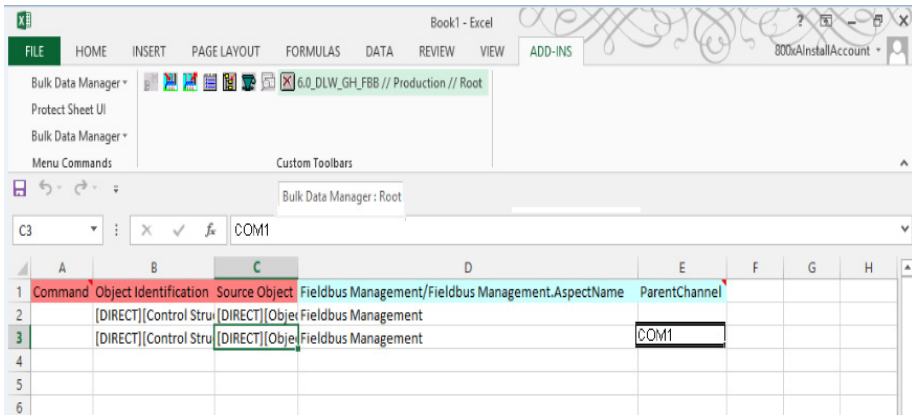 Book1 - Excel
?
FILE HOME INSERT PAGE LAYOUT FORMULAS DATA REVIEW VIEW ADD-INS 800xAInstallAccount
Bulk Data Manager 6.0_DLW_GH_FBB // Production // Root
Protect Sheet UI
Bulk Data Manager
Menu Commands Custom Toolbars
Bulk Data Manager : Root
C3 fx COM1
A B C D E F G H
1 Command Object Identification Source Object Fieldbus Management/Fieldbus Management.AspectName ParentChannel
2 [DIRECT][Control Stru [DIRECT][Obje Fieldbus Management
3 [DIRECT][Control Stru [DIRECT][Obje Fieldbus Management COM1
4
5
6